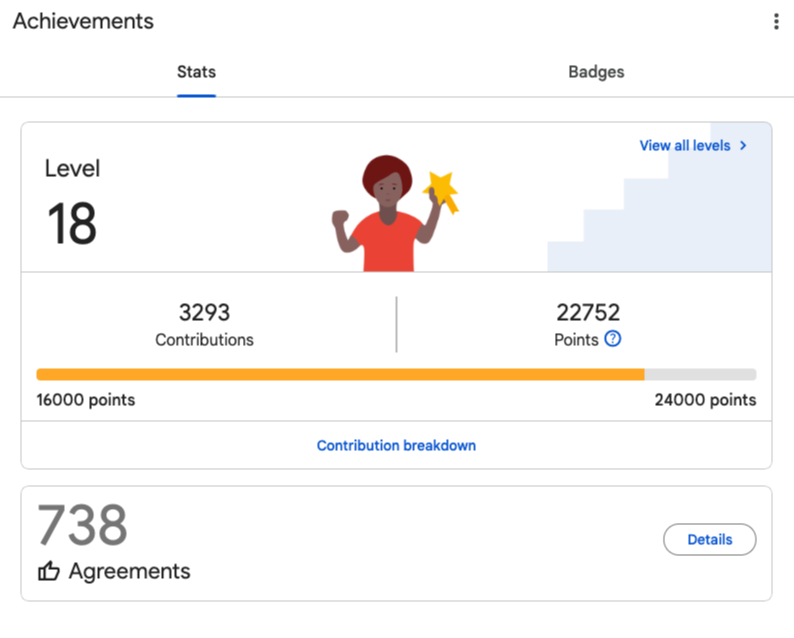 Achievements
Stats
Badges
View all levels
Level
18
3293
Contributions
22752
Points
16000 points
24000 points
Contribution breakdown
738
Agreements
Details